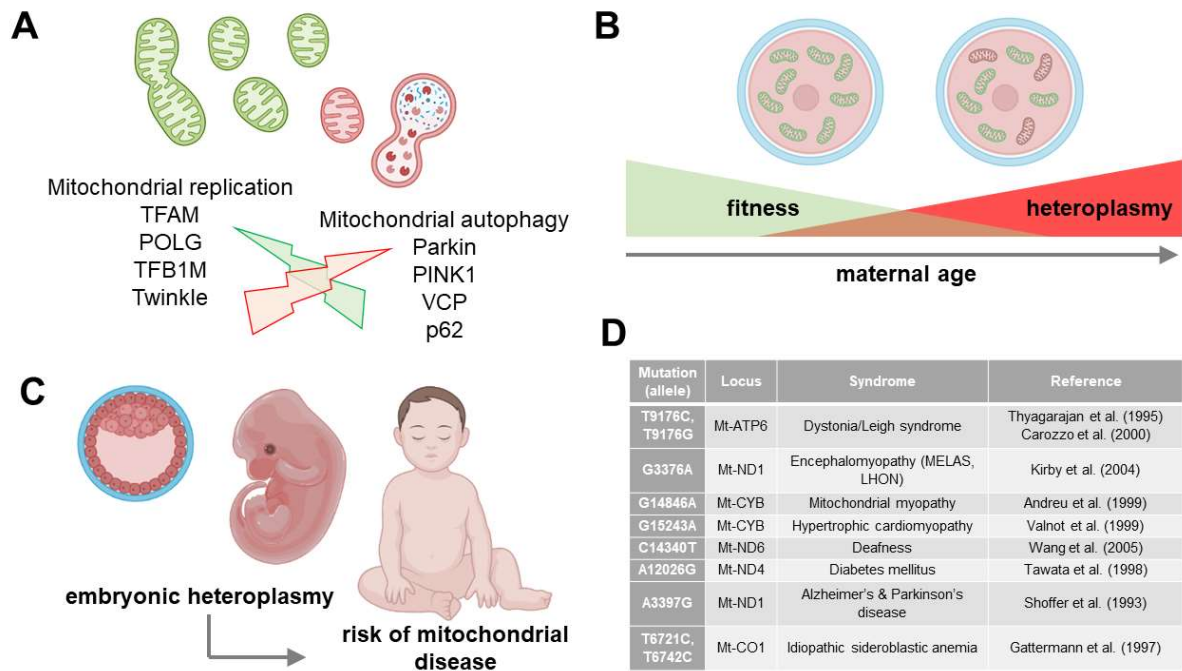 A
Mitochondrial replication
TFAM
POLG
TFB1M
Twinkle
Mitochondrial autophagy
Parkin
PINK1
VCP
p62
B
fitness
heteroplasmy
maternal age
C
embryonic heteroplasmy
risk of mitochondrial
disease
D
Mutation
(allele)
Locus
Syndrome
Reference
T9176C,
T9176G
Mt-ATP6
Dystonia/Leigh syndrome
Thyagarajan et al. (1995)
Carozzo et al. (2000)
G3376A
Mt-ND1
Encephalomyopathy (MELAS,
LHON)
Kirby et al. (2004)
G14846A
Mt-CYB
Mitochondrial myopathy
Andreu et al. (1999)
G15243A
Mt-CYB
Hypertrophic cardiomyopathy
Valnot et al. (1999)
C14340T
Mt-ND6
Deafness
Wang et al. (2005)
A12026G
Mt-ND4
Diabetes mellitus
Tawata et al. (1998)
A3397G
Mt-ND1
Alzheimer's & Parkinson's
disease
Shoffer et al. (1993)
T6721C,
T6742C
Mt-CO1
Idiopathic sideroblastic anemia
Gattermann et al. (1997)